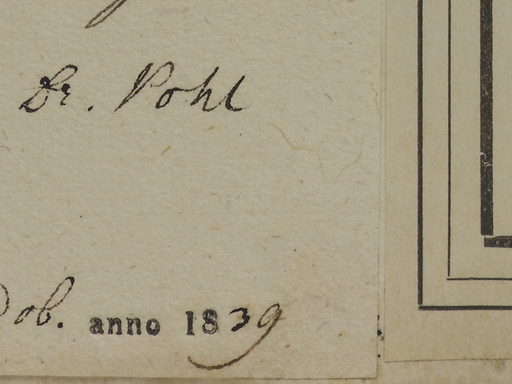 Dr. Pohl
Dob. anno 1839